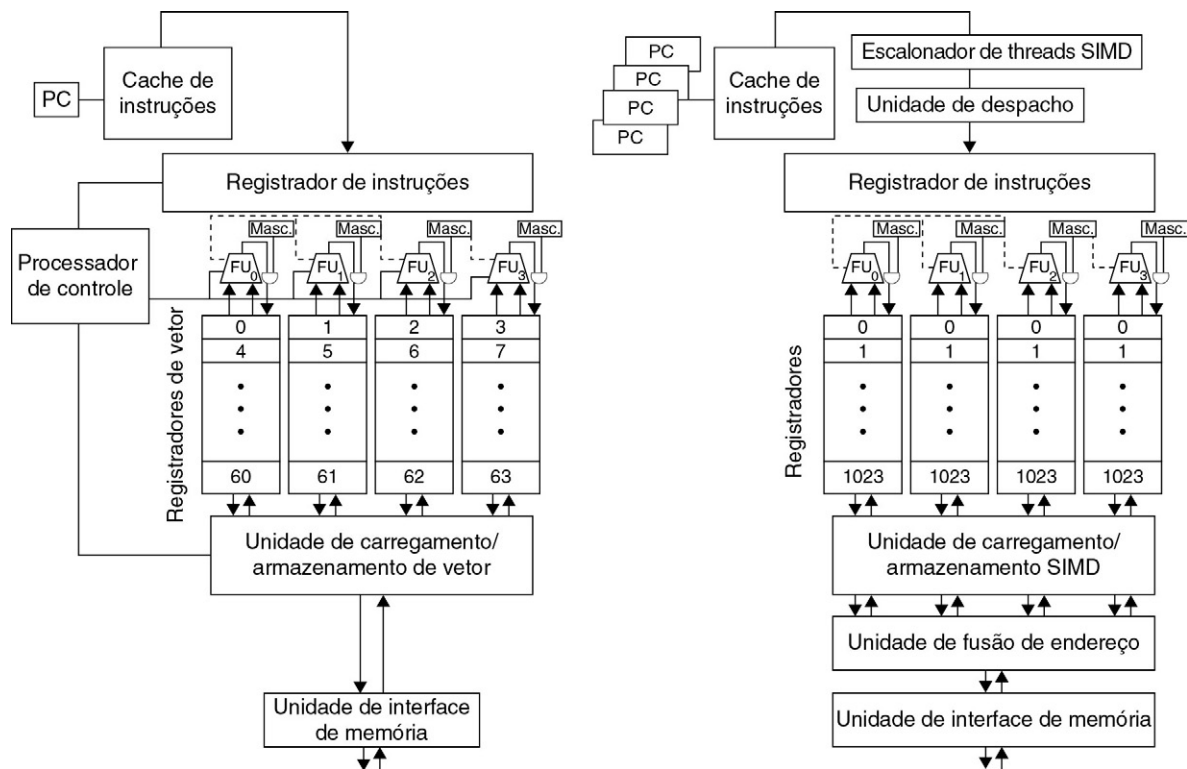 PC
Cache de
instruções
Registrador de instruções
Processador
de controle
Masc. Masc. Masc. Masc.
FU0 FU1 FU2 FU3
Registradores de vetor
0 1 2 3
4 5 6 7
60 61 62 63
Unidade de carregamento/
armazenamento de vetor
Unidade de interface
de memória
PC
PC
PC
PC
Cache de
instruções
Escalonador de threads SIMD
Unidade de despacho
Registrador de instruções
Masc. Masc. Masc. Masc.
FU0 FU1 FU2 FU3
Registradores
0 0 0 0
1 1 1 1
1023 1023 1023 1023
Unidade de carregamento/
armazenamento SIMD
Unidade de fusão de endereço
Unidade de interface de memória